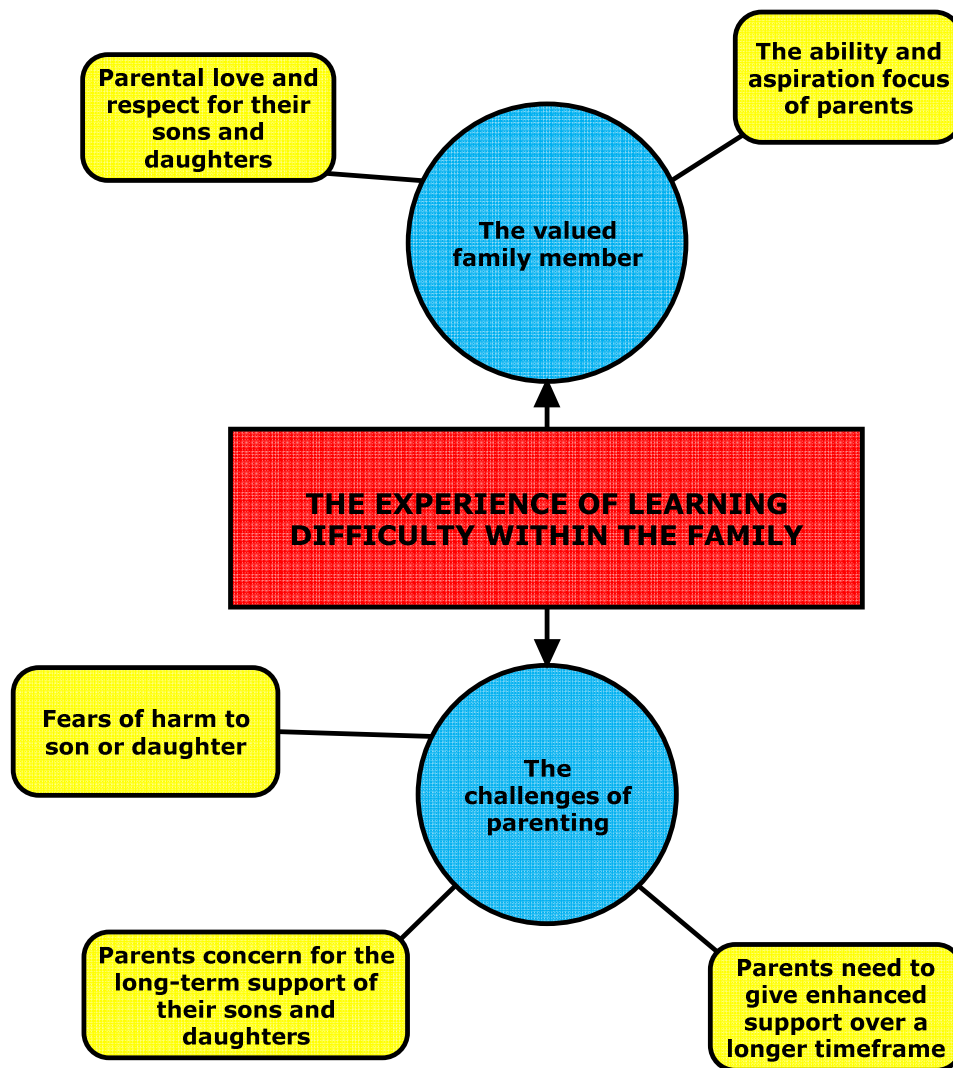 Parental love and
respect for their
sons and
daughters
The ability and
aspiration focus
of parents
The valued
family member
THE EXPERIENCE OF LEARNING
DIFFICULTY WITHIN THE FAMILY
Fears of harm to
son or daughter
The
challenges of
parenting
Parents concern for the
long-term support of
their sons and
daughters
Parents need to
give enhanced
support over a
longer timeframe